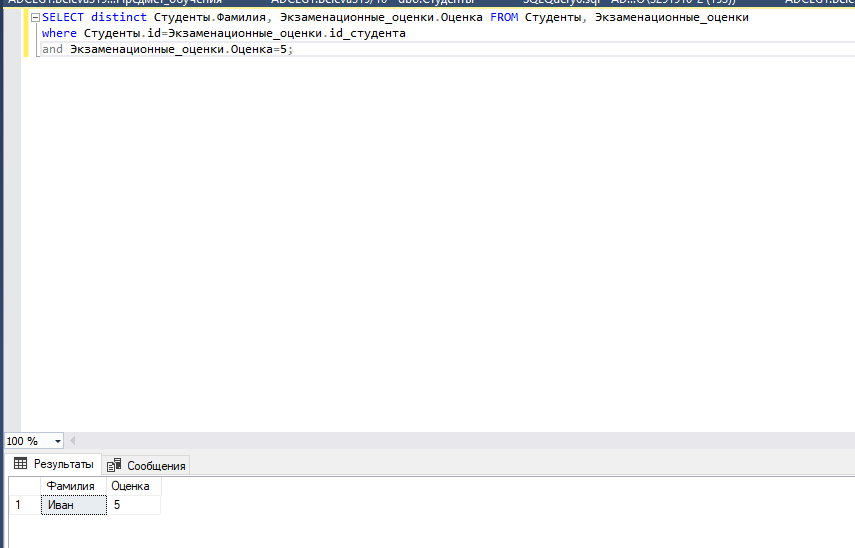 SELECT distinct Студенты.Фамилия, Экзаменационные_оценки.Оценка FROM Студенты, Экзаменационные_оценки
where Студенты.id=Экзаменационные_оценки.id_студента
and Экзаменационные_оценки.Оценка=5;
100 %
Результаты Сообщения
Фамилия Оценка
1 Иван 5